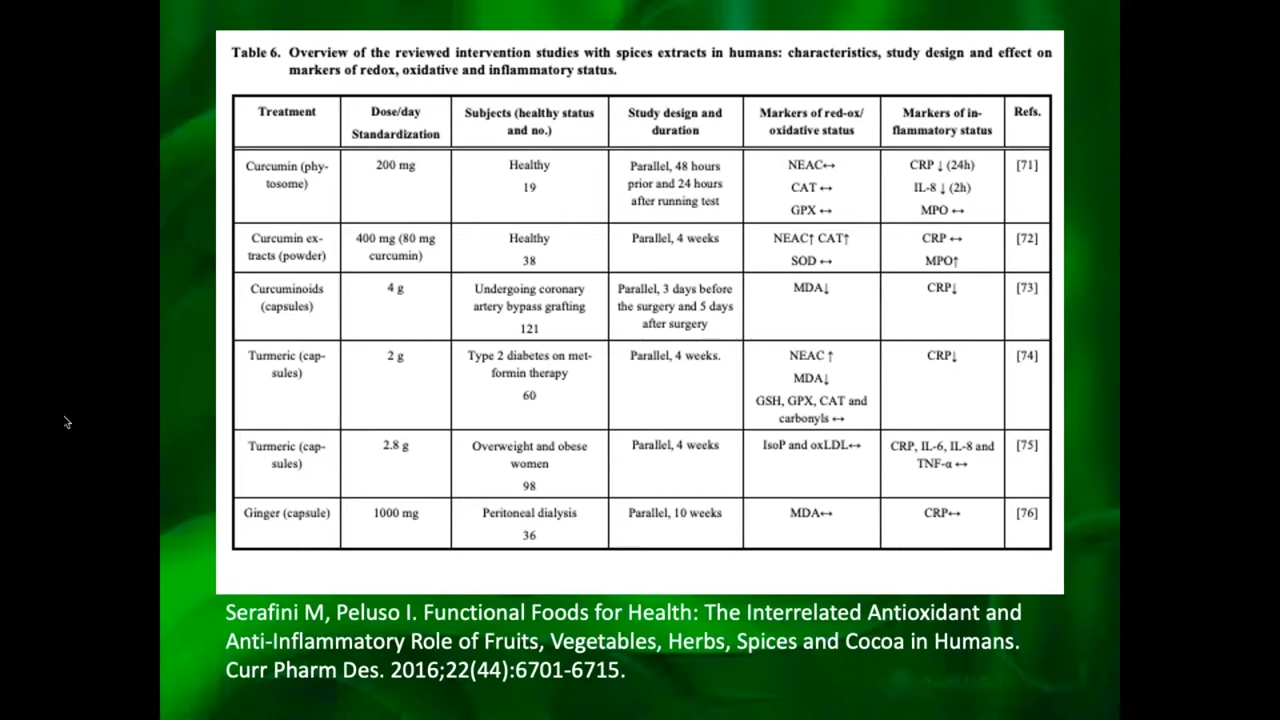 Table 6. Overview of the reviewed intervention studies with spices extracts in humans: characteristics, study design and effect on
markers of redox, oxidative and inflammatory status.
Treatment
Dose/day
Standardization
Subjects (healthy status
and no.)
Study design and
duration
Markers of red-ox/
oxidative status
Markers of in-
flammatory status
Refs.
Curcumin (phy-
tosome)
200 mg
Healthy
19
Parallel, 48 hours
prior and 24 hours
after running test
NEAC↔
CAT ↔
GPX ↔
CRP ↓ (24h)
IL-8 ↓ (2h)
MPO ↔
[71]
Curcumin ex-
tracts (powder)
400 mg (80 mg
curcumin)
Healthy
38
Parallel, 4 weeks
NEAC↑ CAT↑
SOD ↔
CRP ↔
MPO↑
[72]
Curcuminoids
(capsules)
4 g
Undergoing coronary
artery bypass grafting
121
Parallel, 3 days before
the surgery and 5 days
after surgery
MDA↓
CRP↓
[73]
Turmeric (cap-
sules)
2 g
Type 2 diabetes on met-
formin therapy
60
Parallel, 4 weeks.
NEAC ↑
MDA↓
GSH, GPX, CAT and
carbonyls ↔
CRP↓
[74]
Turmeric (cap-
sules)
2.8 g
Overweight and obese
women
98
Parallel, 4 weeks
IsoP and oxLDL↔
CRP, IL-6, IL-8 and
TNF-α ↔
[75]
Ginger (capsule)
1000 mg
Peritoneal dialysis
36
Parallel, 10 weeks
MDA↔
CRP↔
[76]
Serafini M, Peluso I. Functional Foods for Health: The Interrelated Antioxidant and
Anti-Inflammatory Role of Fruits, Vegetables, Herbs, Spices and Cocoa in Humans.
Curr Pharm Des. 2016;22(44):6701-6715.